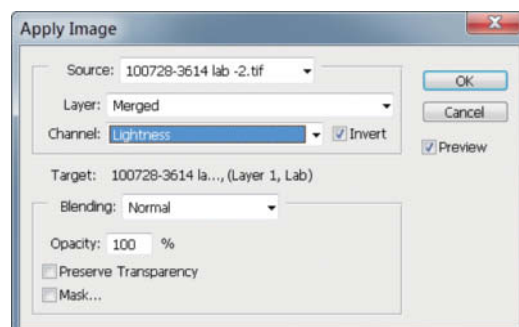 Apply Image
Source: 100728-3614 lab -2.tif
OK
Layer: Merged
Cancel
Channel: Lightness
Invert
Preview
Target: 100728-3614 la..., (Layer 1, Lab)
Blending: Normal
Opacity: 100 %
Preserve Transparency
Mask...